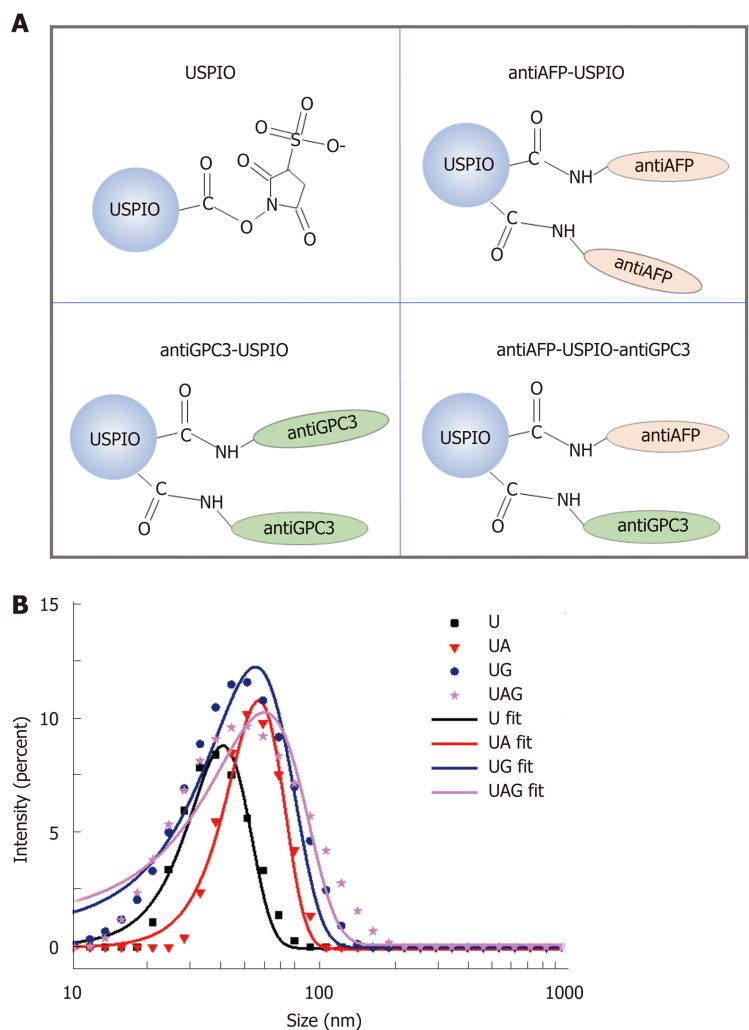 A
USPIO
USPIO
O
C
O
N
O
O
S
O
O
O-
antiAFP-USPIO
USPIO
O
C
NH
antiAFP
C
O
NH
antiAFP
antiGPC3-USPIO
USPIO
O
C
NH
antiGPC3
C
O
NH
antiGPC3
antiAFP-USPIO-antiGPC3
USPIO
O
C
NH
antiAFP
C
O
NH
antiGPC3
B
Intensity (percent)
15
10
5
0
10
100
1000
Size (nm)
U
UA
UG
UAG
U fit
UA fit
UG fit
UAG fit